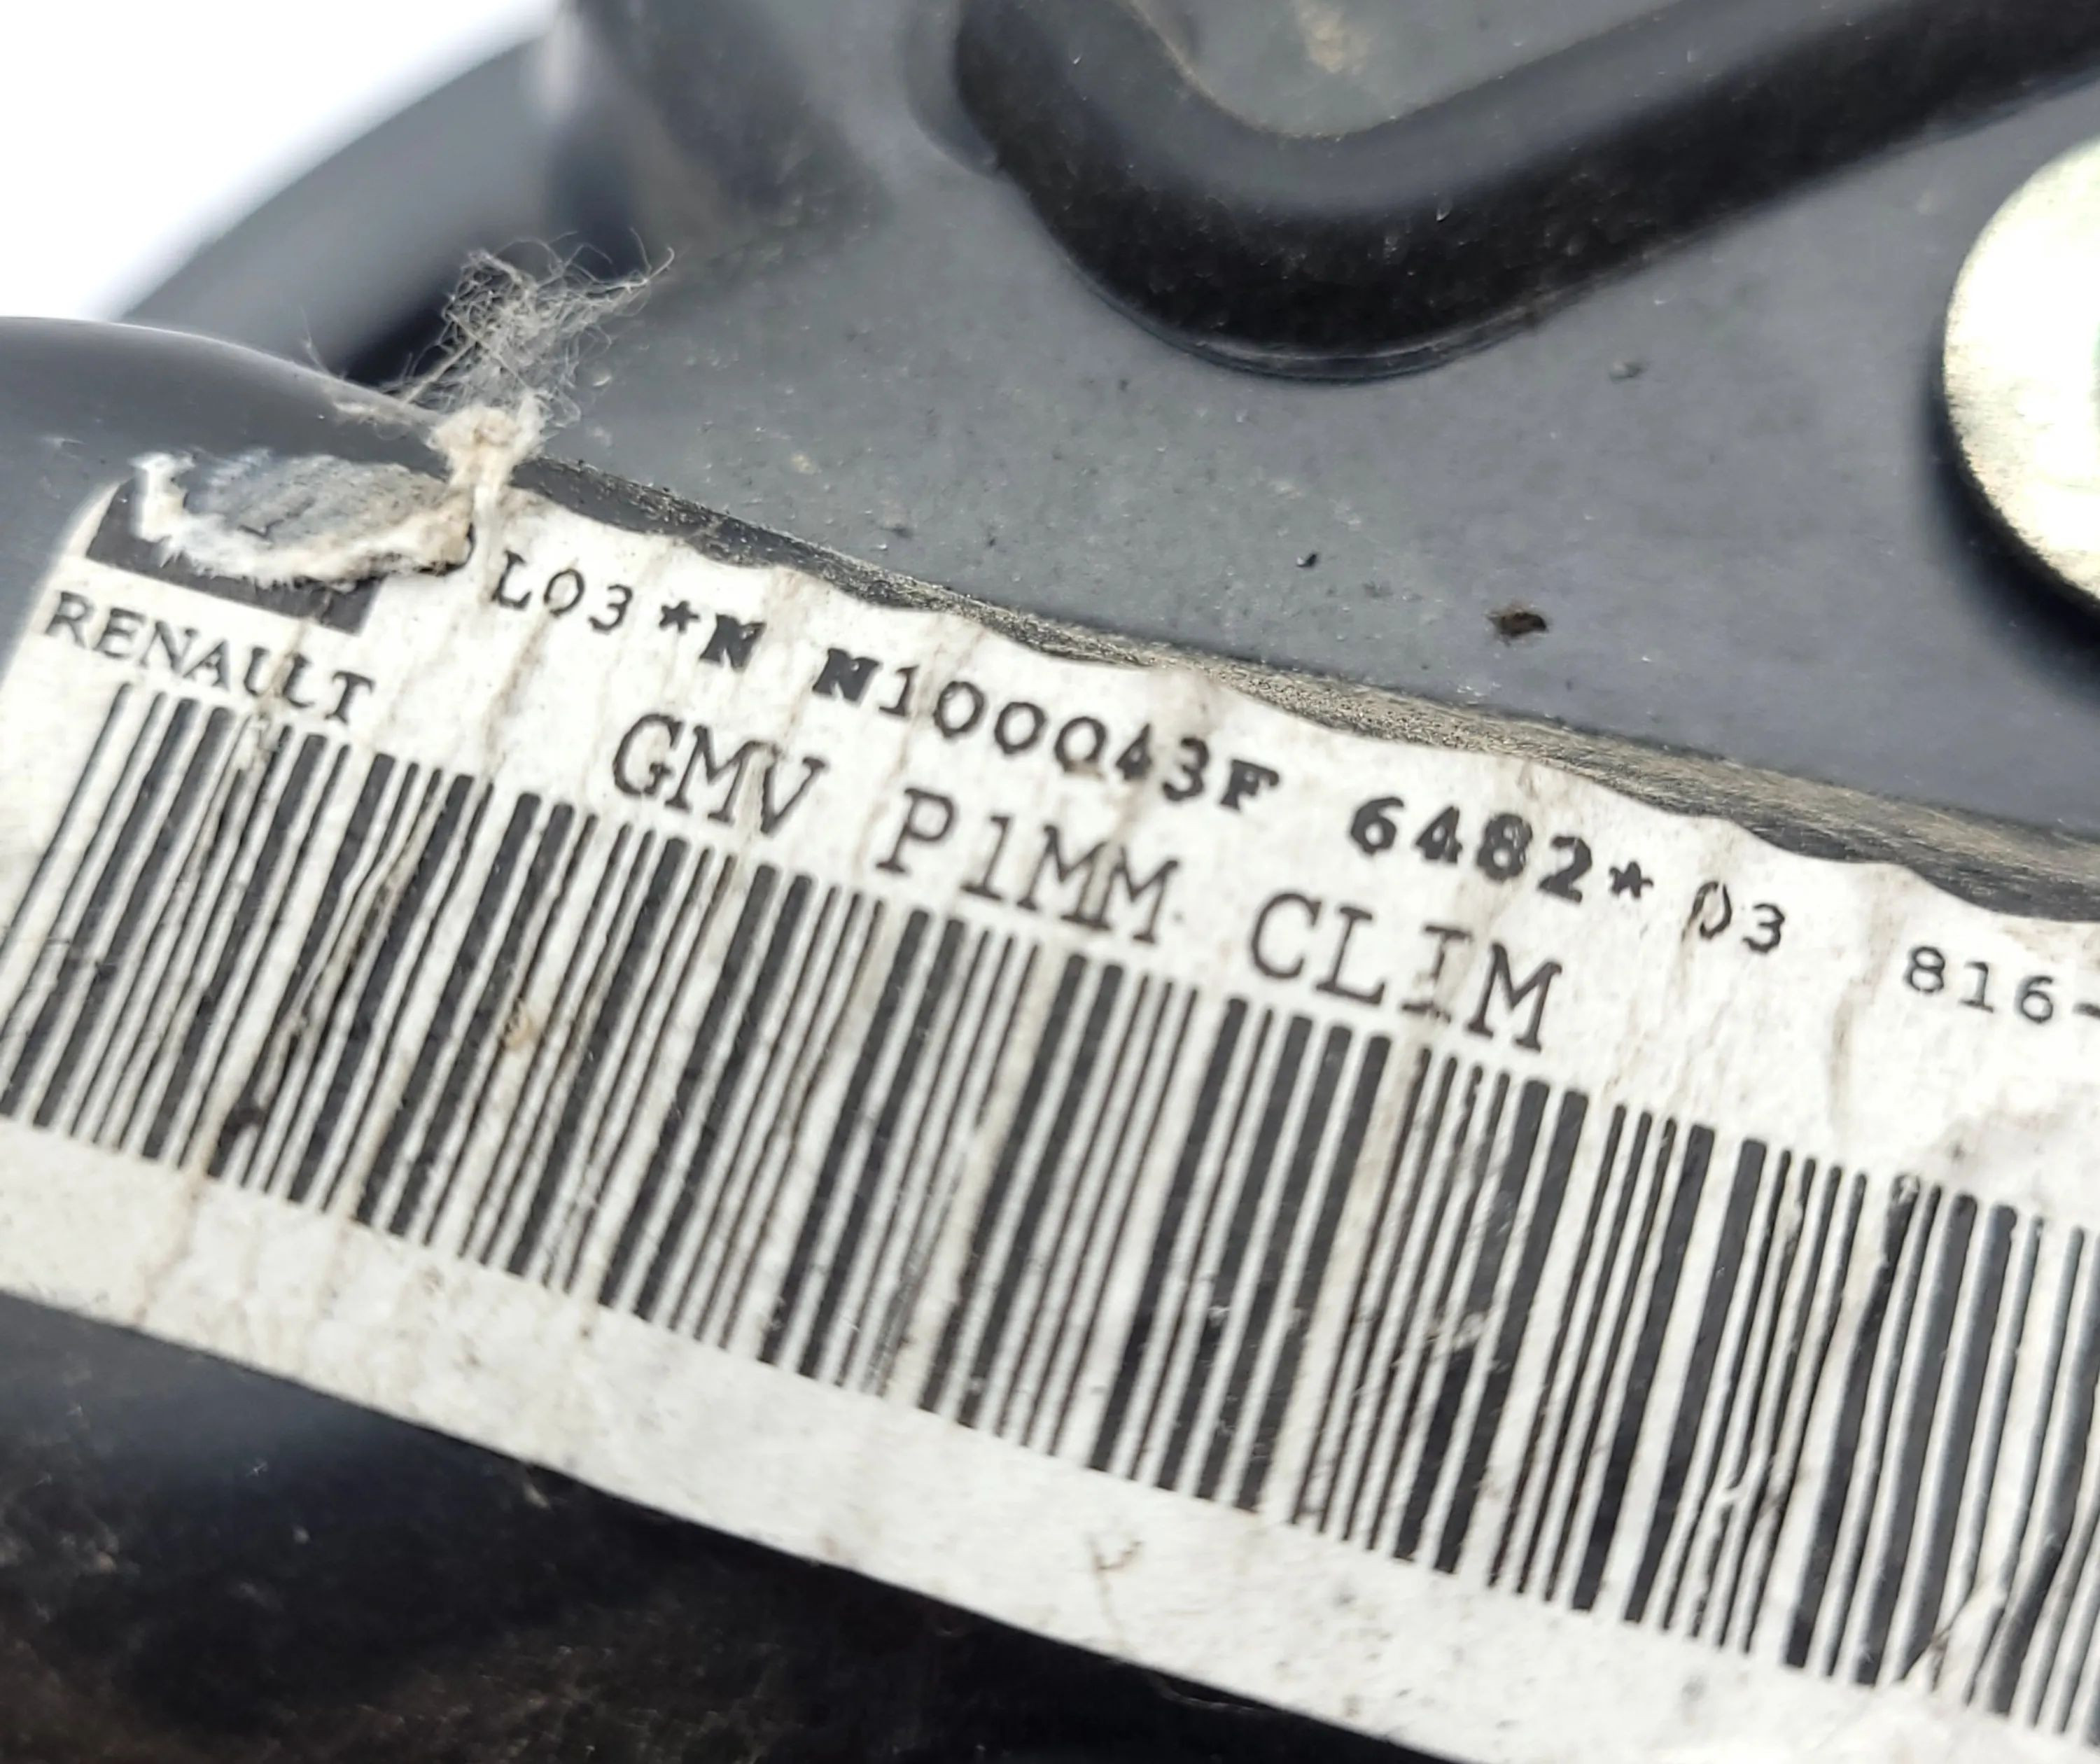 L03*N N100043F 6482* 03 816-
RENAULT
GMV P1MM CLIM